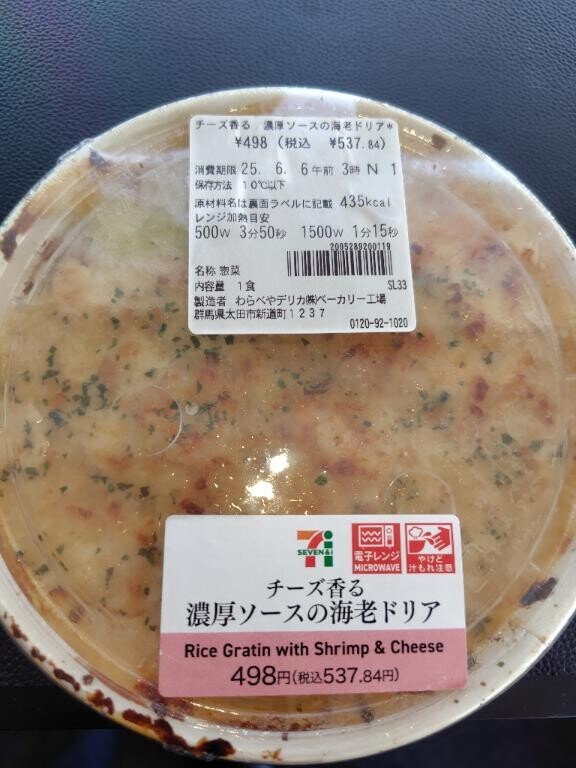 チーズ香る 濃厚ソースの海老ドリア*
¥498 (税込 ¥537.84)
消費期限 25. 6. 6午前 3時 N 1
保存方法 10℃以下
原材料名は裏面ラベルに記載 435kcal
レンジ加熱目安
500W 3分50秒 1500W 1分15秒
2095289200119
名称 惣菜
内容量 1食 SL33
製造者 わらべやデリカ㈱ベーカリー工場
群馬県太田市新道町1237
0120-92-1020
7i
SEVEN&i
電子レンジ
MICROWAVE
やけど
汁もれ注意
チーズ香る
濃厚ソースの海老ドリア
Rice Gratin with Shrimp & Cheese
498円(税込537.84円)